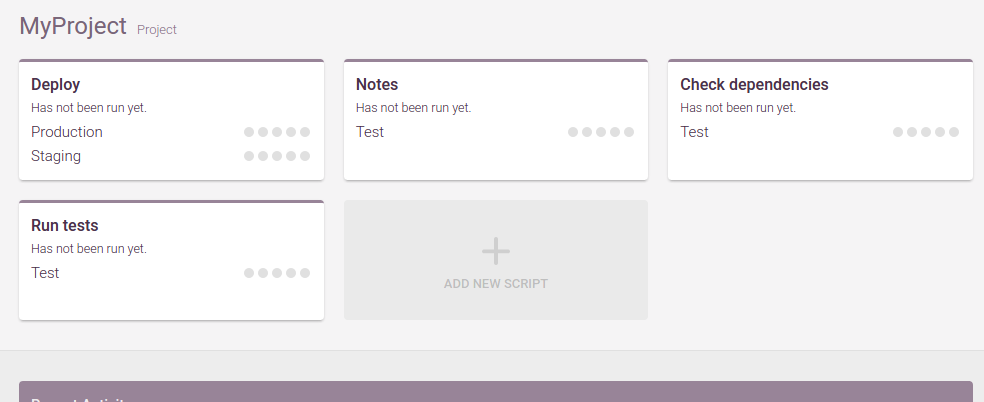 MyProject Project
Deploy
Has not been run yet.
Production
Staging
Notes
Has not been run yet.
Test
Check dependencies
Has not been run yet.
Test
Run tests
Has not been run yet.
Test
ADD NEW SCRIPT